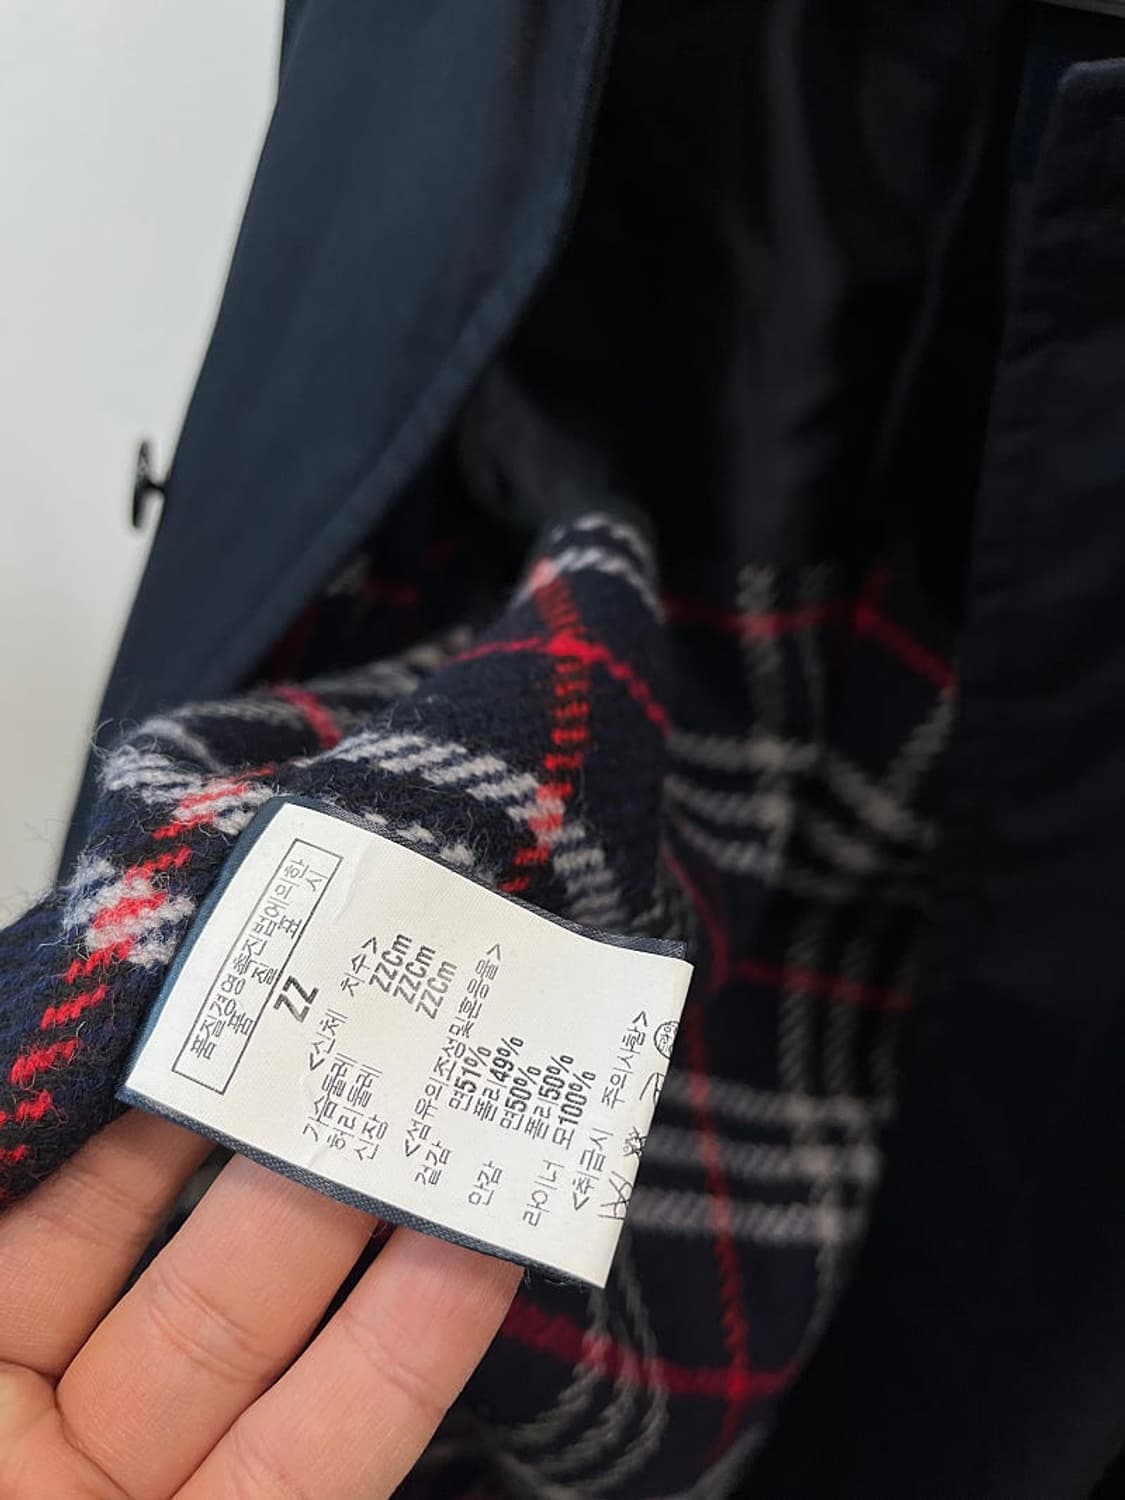 품질경영촉진법에의한
품 질 표 시
ZZ
<신체 치수>
가슴둘레 ZZCm
허리둘레 ZZCm
신장 ZZCm
<섬유의 조성및혼용율>
겉감 면51%
폴리49%
안감 면50%
폴리50%
라이너 모100%
<취급시 주의사항>